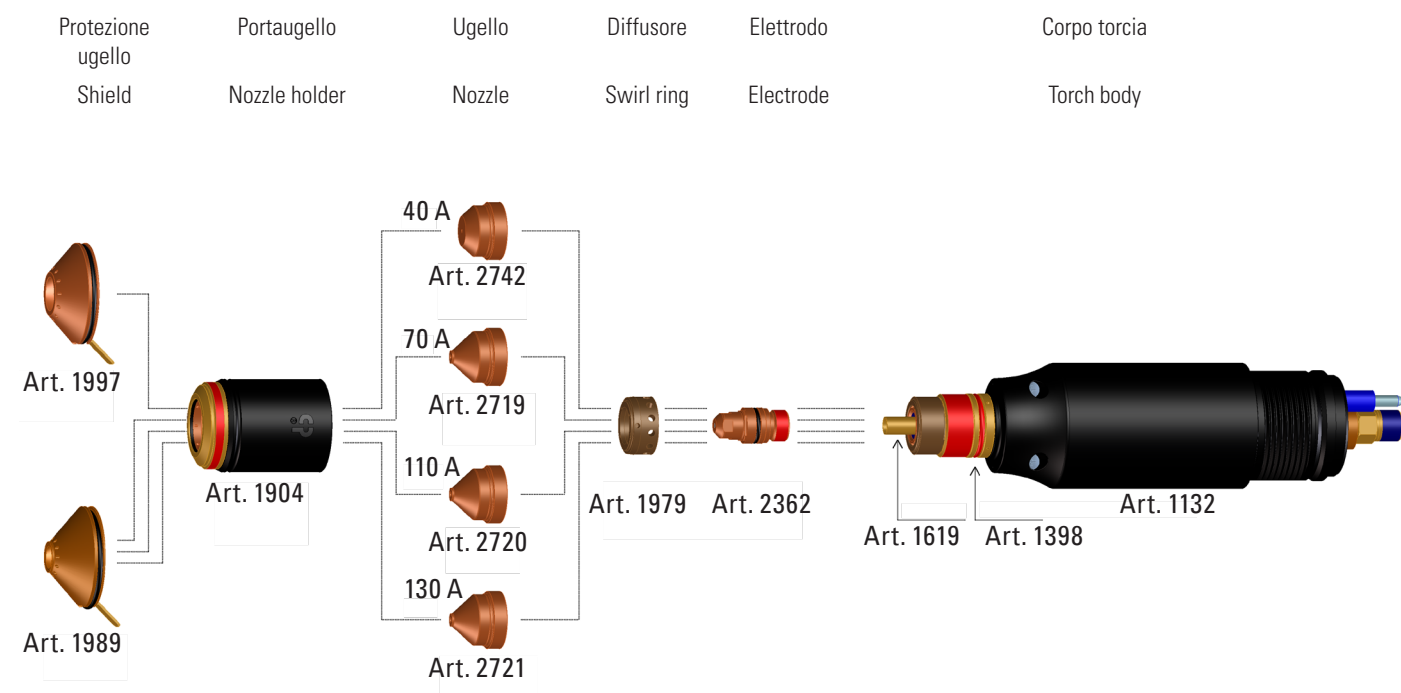 Protezione
ugello
Portaugello
Ugello
Diffusore
Elettrodo
Corpo torcia
Shield
Nozzle holder
Nozzle
Swirl ring
Electrode
Torch body
40 A
Art. 2742
70 A
Art. 1997
Art. 2719
110 A
Art. 1904
Art. 1979
Art. 2362
Art. 1132
Art. 1619
Art. 1398
Art. 2720
130 A
Art. 1989
Art. 2721